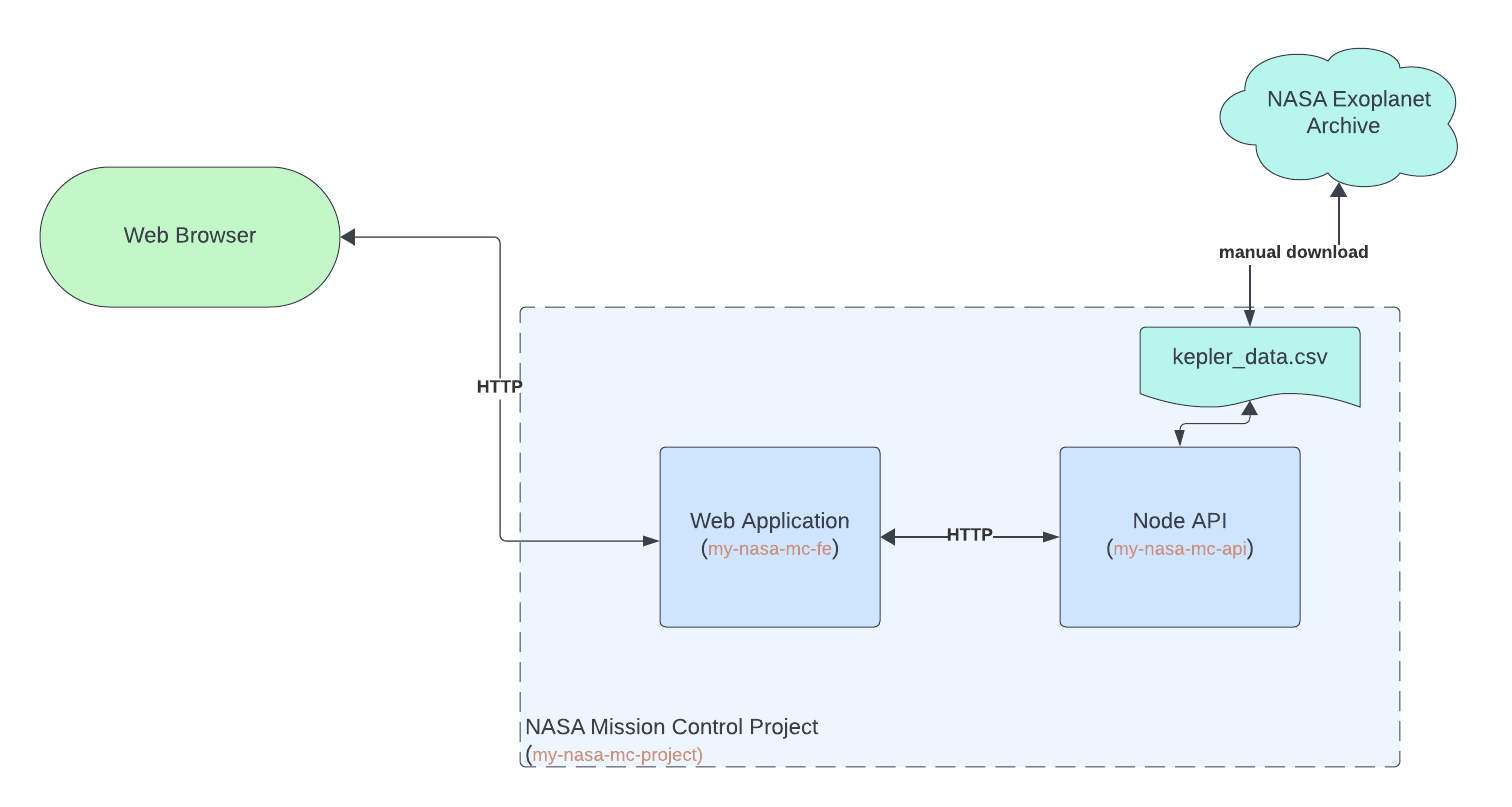 NASA Exoplanet
Archive
Web Browser
manual download
kepler_data.csv
HTTP
Web Application
(my-nasa-mc-fe)
HTTP
Node API
(my-nasa-mc-api)
NASA Mission Control Project
(my-nasa-mc-project)